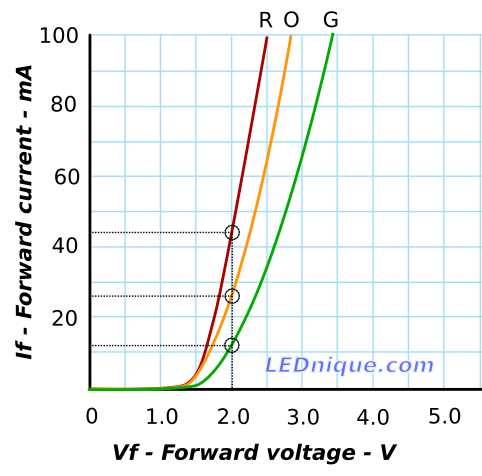 R O G
100
80
60
40
20
If - Forward current - mA
LEDnique.com
0 1.0 2.0 3.0 4.0 5.0
Vf - Forward voltage - V